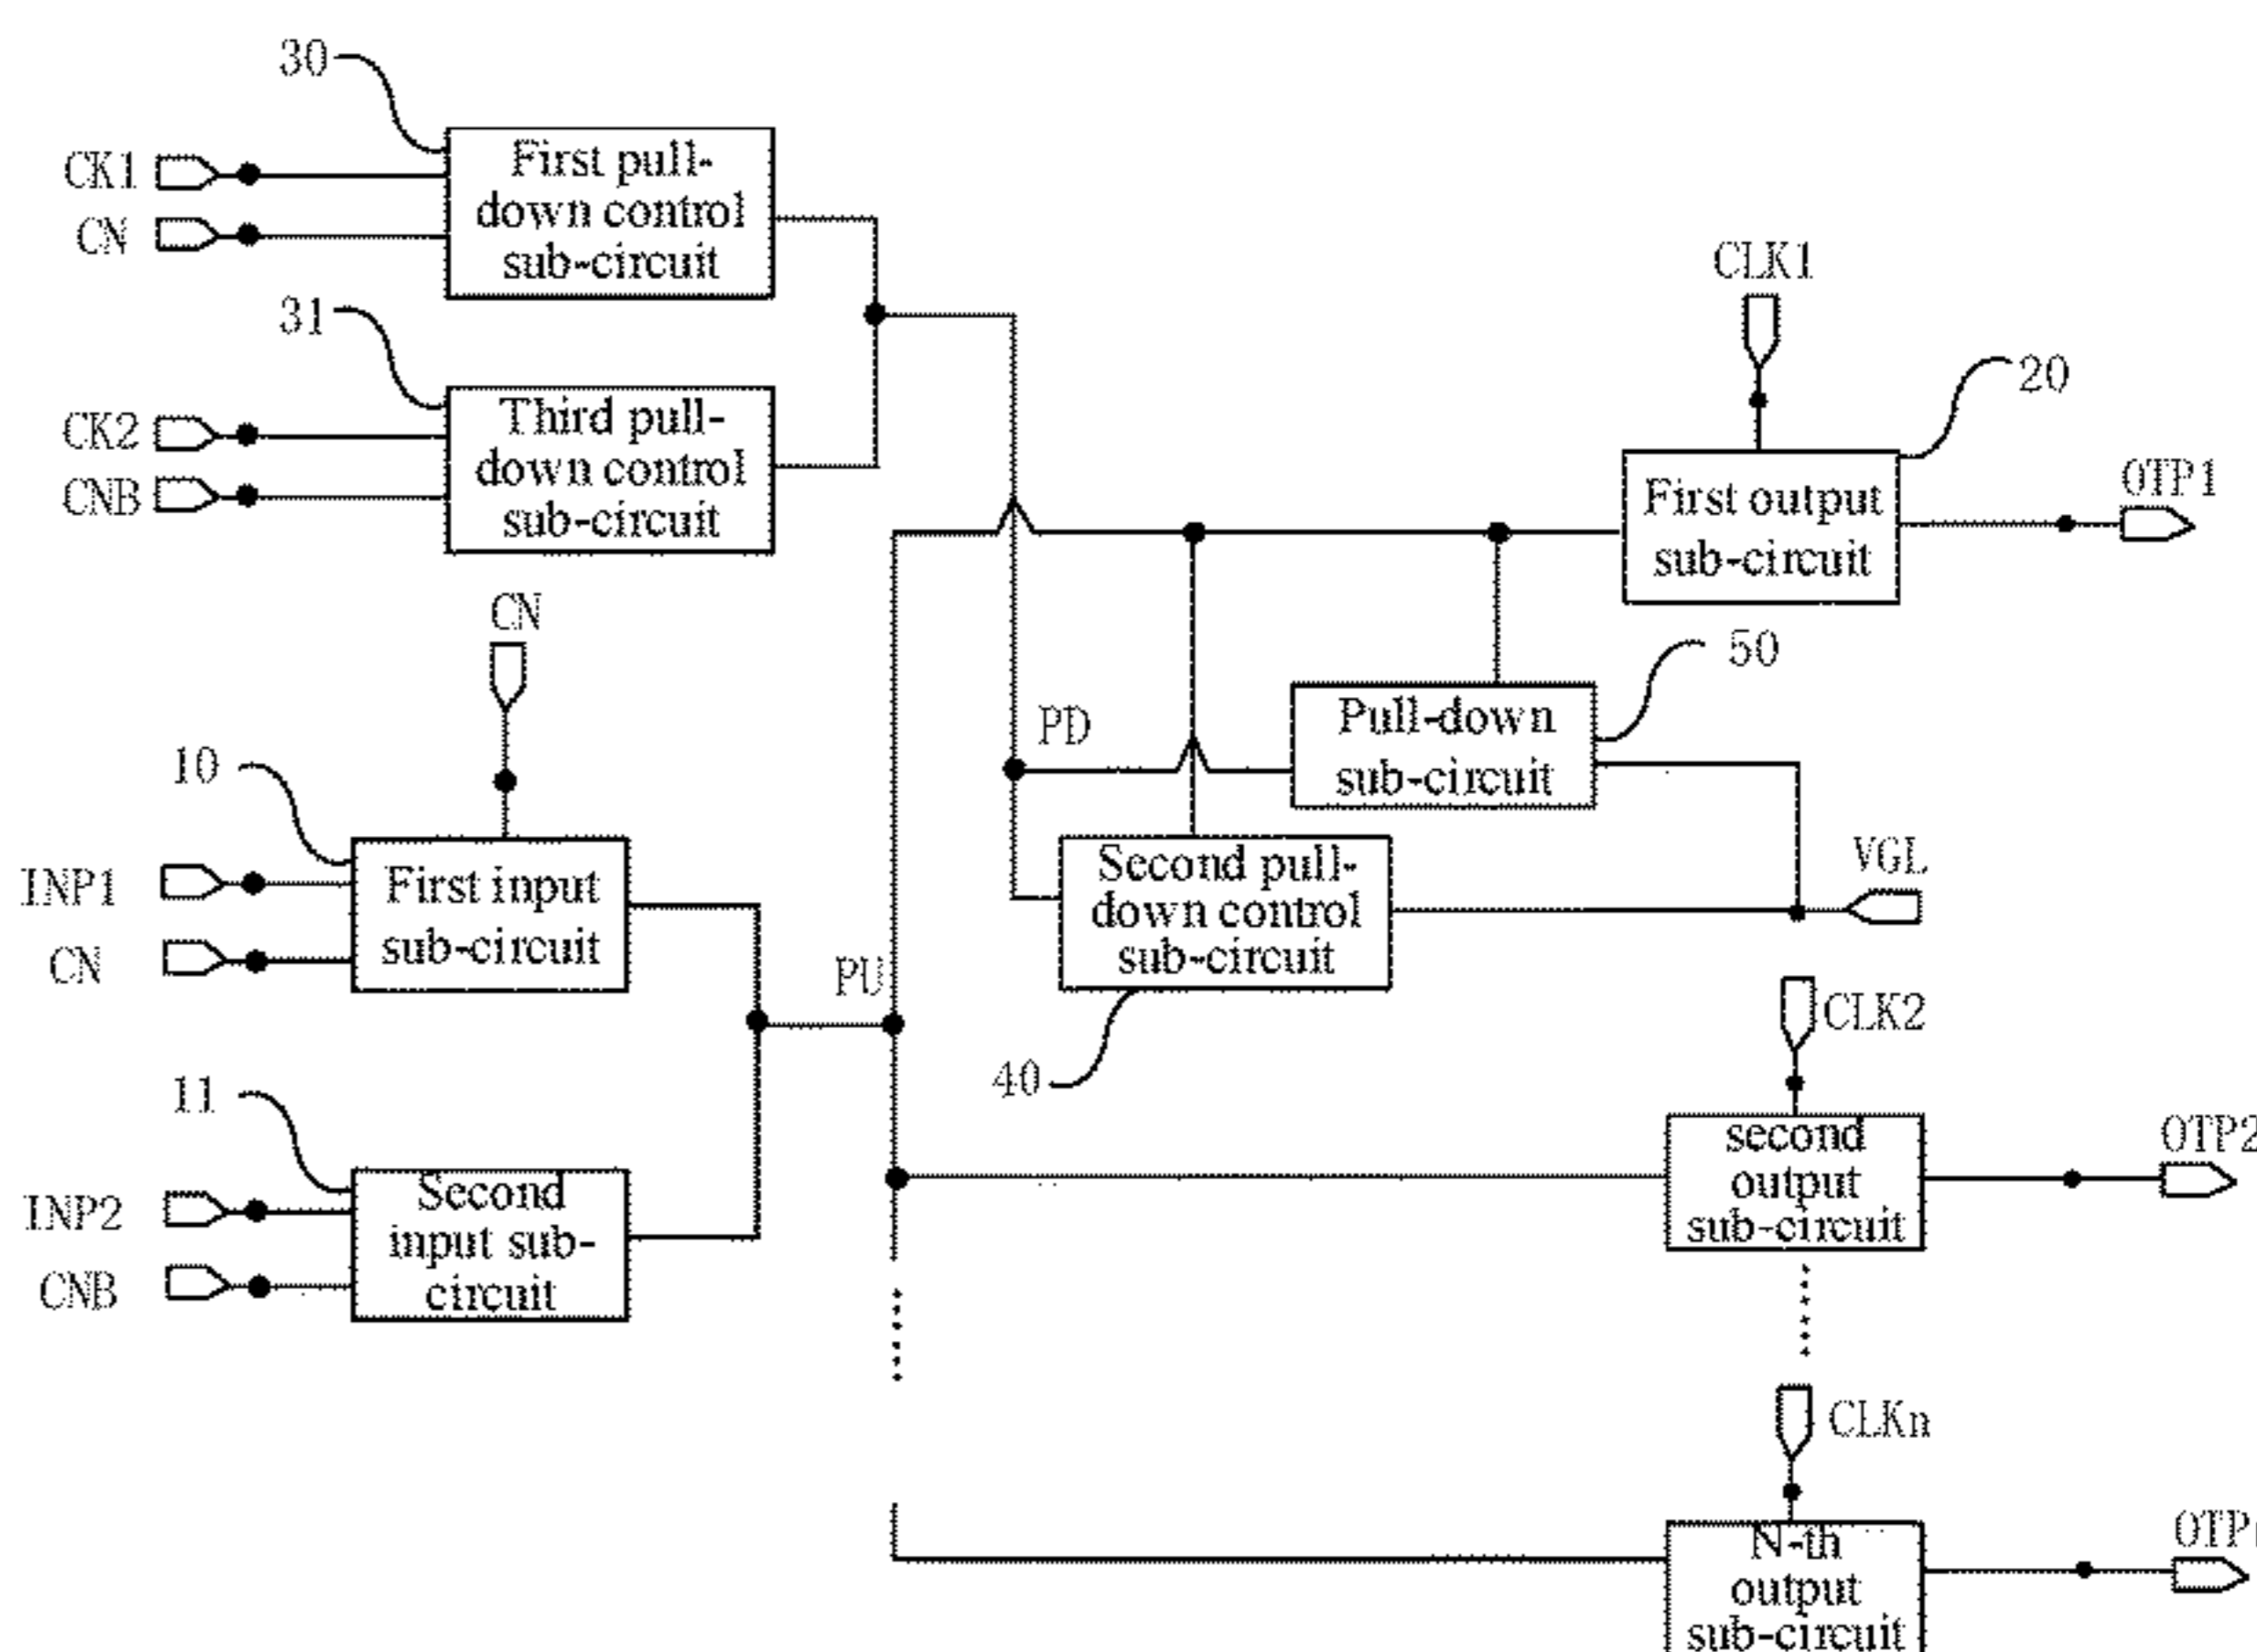 30
CK1
CN
First pull-
down control
sub-circuit
31
CK2
CNB
Third pull-
down control
sub-circuit
CLK1
20
First output
sub-circuit
OTP1
CN
50
Pull-down
sub-circuit
PD
10
INP1
CN
First input
sub-circuit
Second pull-
down control
sub-circuit
VGL
PU
40
CLK2
11
INP2
CNB
Second
input sub-
circuit
second
output
sub-circuit
OTP2
CLKn
N-th
output
sub-circuit